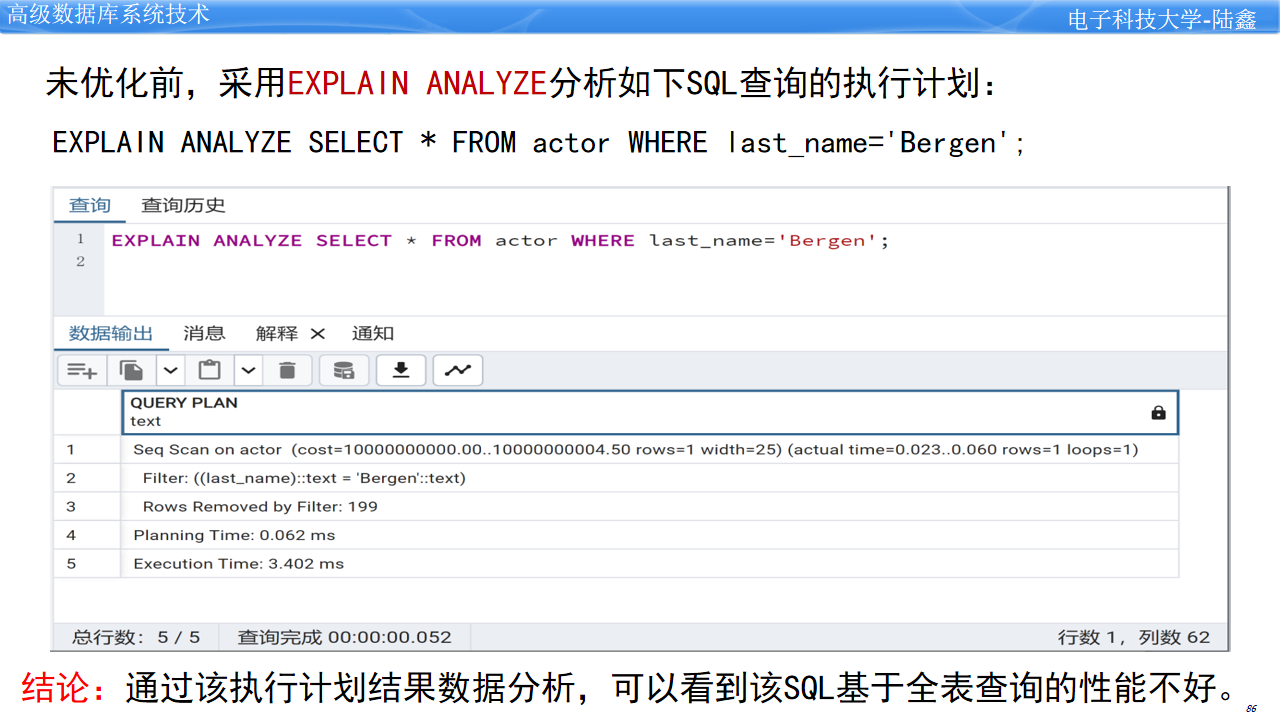 高级数据库系统技术
电子科技大学-陆鑫
未优化前，采用EXPLAIN ANALYZE分析如下SQL查询的执行计划：
EXPLAIN ANALYZE SELECT * FROM actor WHERE last_name='Bergen';
查询 查询历史
1 EXPLAIN ANALYZE SELECT * FROM actor WHERE last_name='Bergen';
2
数据输出 消息 解释 × 通知
QUERY PLAN
text
1 Seq Scan on actor (cost=10000000000.00..10000000004.50 rows=1 width=25) (actual time=0.023..0.060 rows=1 loops=1)
2 Filter: ((last_name)::text = 'Bergen'::text)
3 Rows Removed by Filter: 199
4 Planning Time: 0.062 ms
5 Execution Time: 3.402 ms
总行数：5 / 5 查询完成 00:00:00.052 行数 1，列数 62
结论：通过该执行计划结果数据分析，可以看到该SQL基于全表查询的性能不好。
86